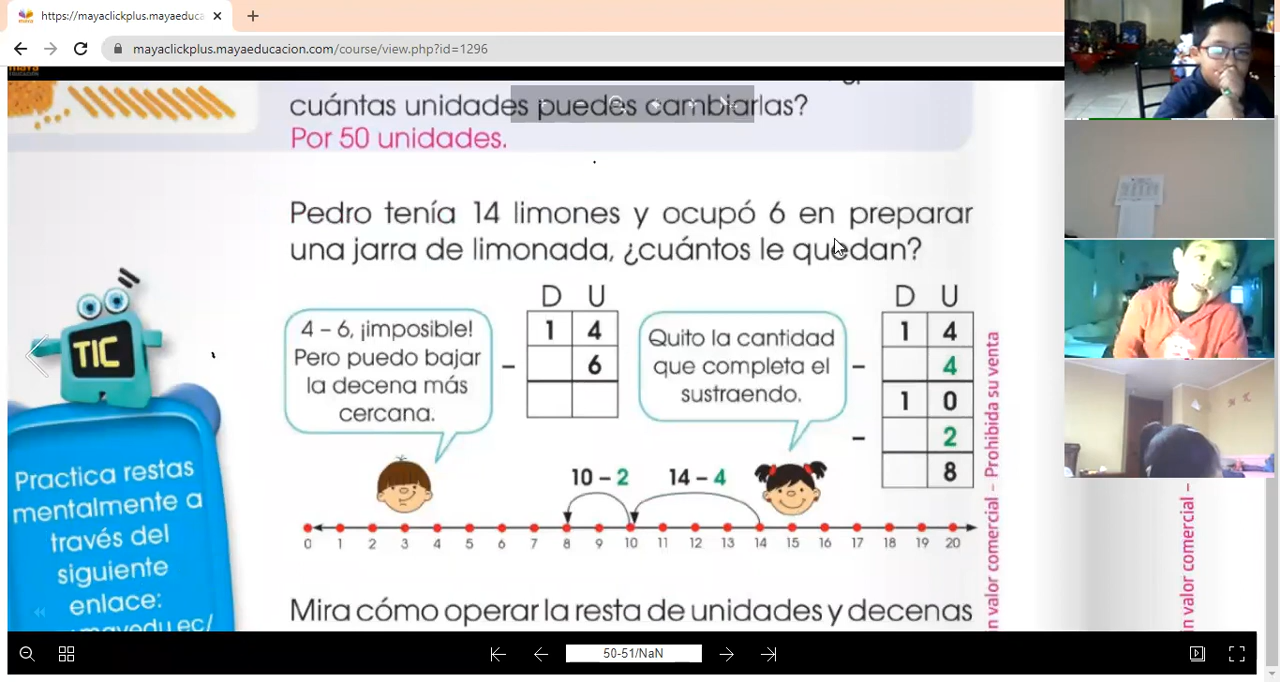 https://mayaclickplus.mayaeduca
mayaclickplus.mayaeducacion.com/course/view.php?id=1296
cuántas unidades puedes cambiarlas?
Por 50 unidades.
Pedro tenía 14 limones y ocupó 6 en preparar
una jarra de limonada, ¿cuántos le quedan?
4 – 6, ¡imposible!
Pero puedo bajar
la decena más
cercana.
D U
1 4
– 6
Quito la cantidad
que completa el
sustraendo.
D U
1 4
– 4
1 0
– 2
8
10 – 2 14 – 4
0 1 2 3 4 5 6 7 8 9 10 11 12 13 14 15 16 17 18 19 20
TIC
Practica restas
mentalmente a
través del
siguiente
enlace:
Mira cómo operar la resta de unidades y decenas
n valor comercial – Prohibida su venta
in valor comercial –
50-51/NaN